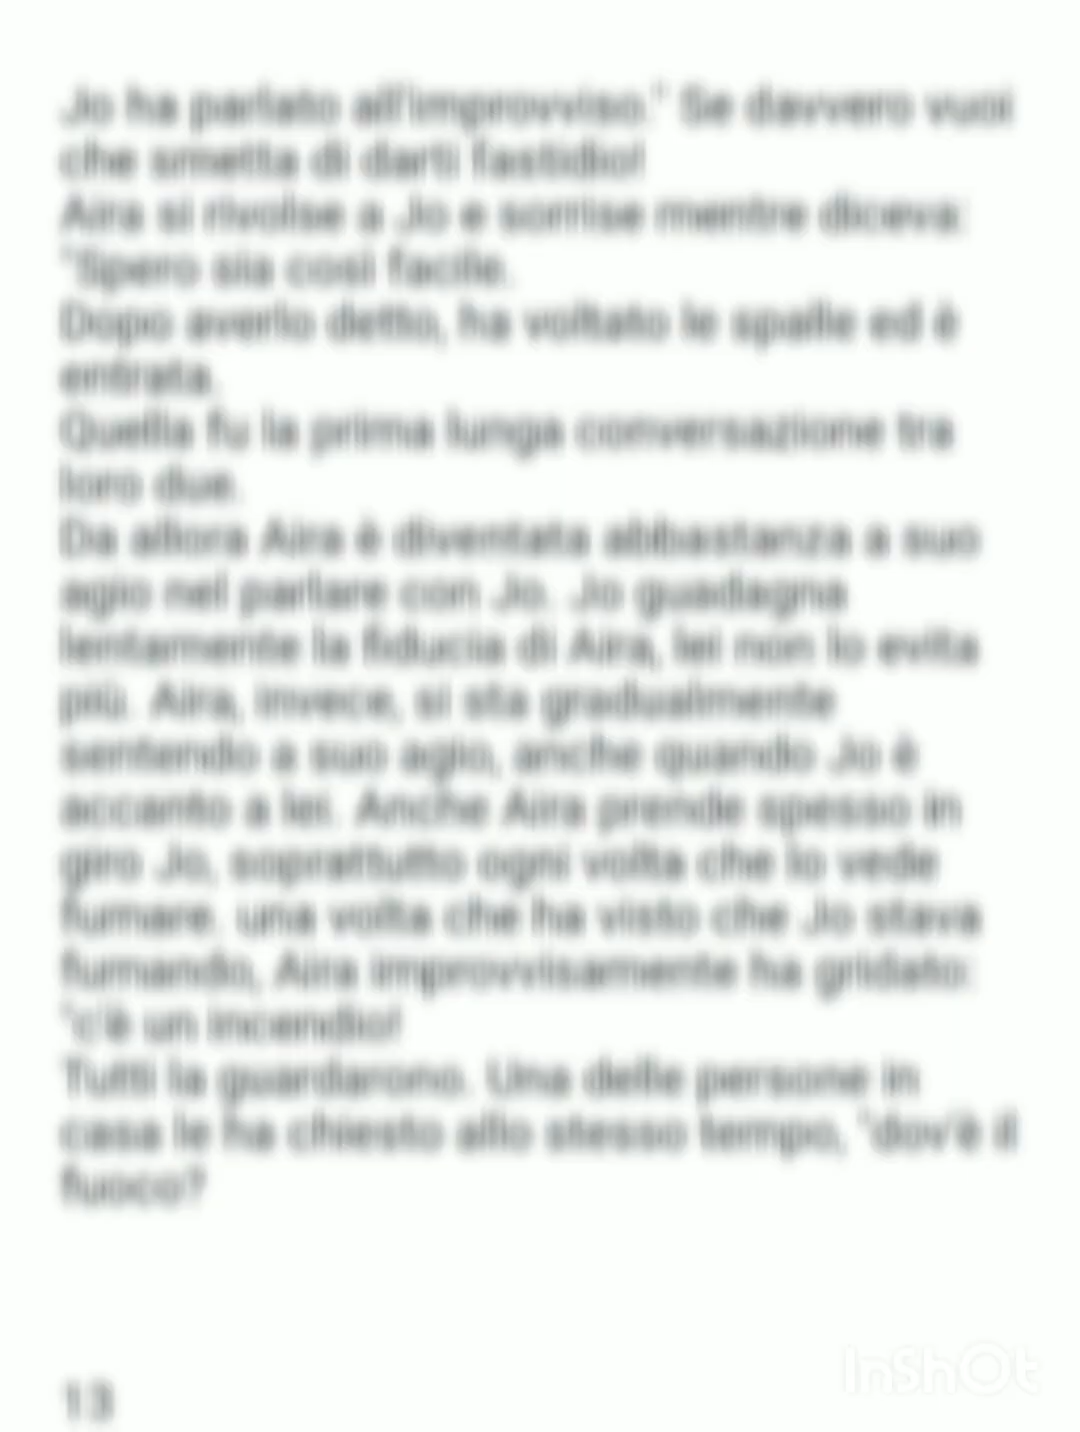 Jo ha parlato all'improvviso." Se davvero vuoi
che smetta di darti fastidio!
Aira si rivolse a Jo e sorrise mentre diceva:
"Spero sia così facile.
Dopo averlo detto, ha voltato le spalle ed è
entrata.
Quella fu la prima lunga conversazione tra
loro due.
Da allora Aira è diventata abbastanza a suo
agio nel parlare con Jo. Jo guadagna
lentamente la fiducia di Aira, lei non lo evita
più. Aira, invece, si sta gradualmente
sentendo a suo agio, anche quando Jo è
accanto a lei. Anche Aira prende spesso in
giro Jo, soprattutto ogni volta che lo vede
fumare. una volta che ha visto che Jo stava
fumando, Aira improvvisamente ha gridato:
"c'è un incendio!
Tutti la guardarono. Una delle persone in
casa le ha chiesto allo stesso tempo, "dov'è il
fuoco?
13
InShOt